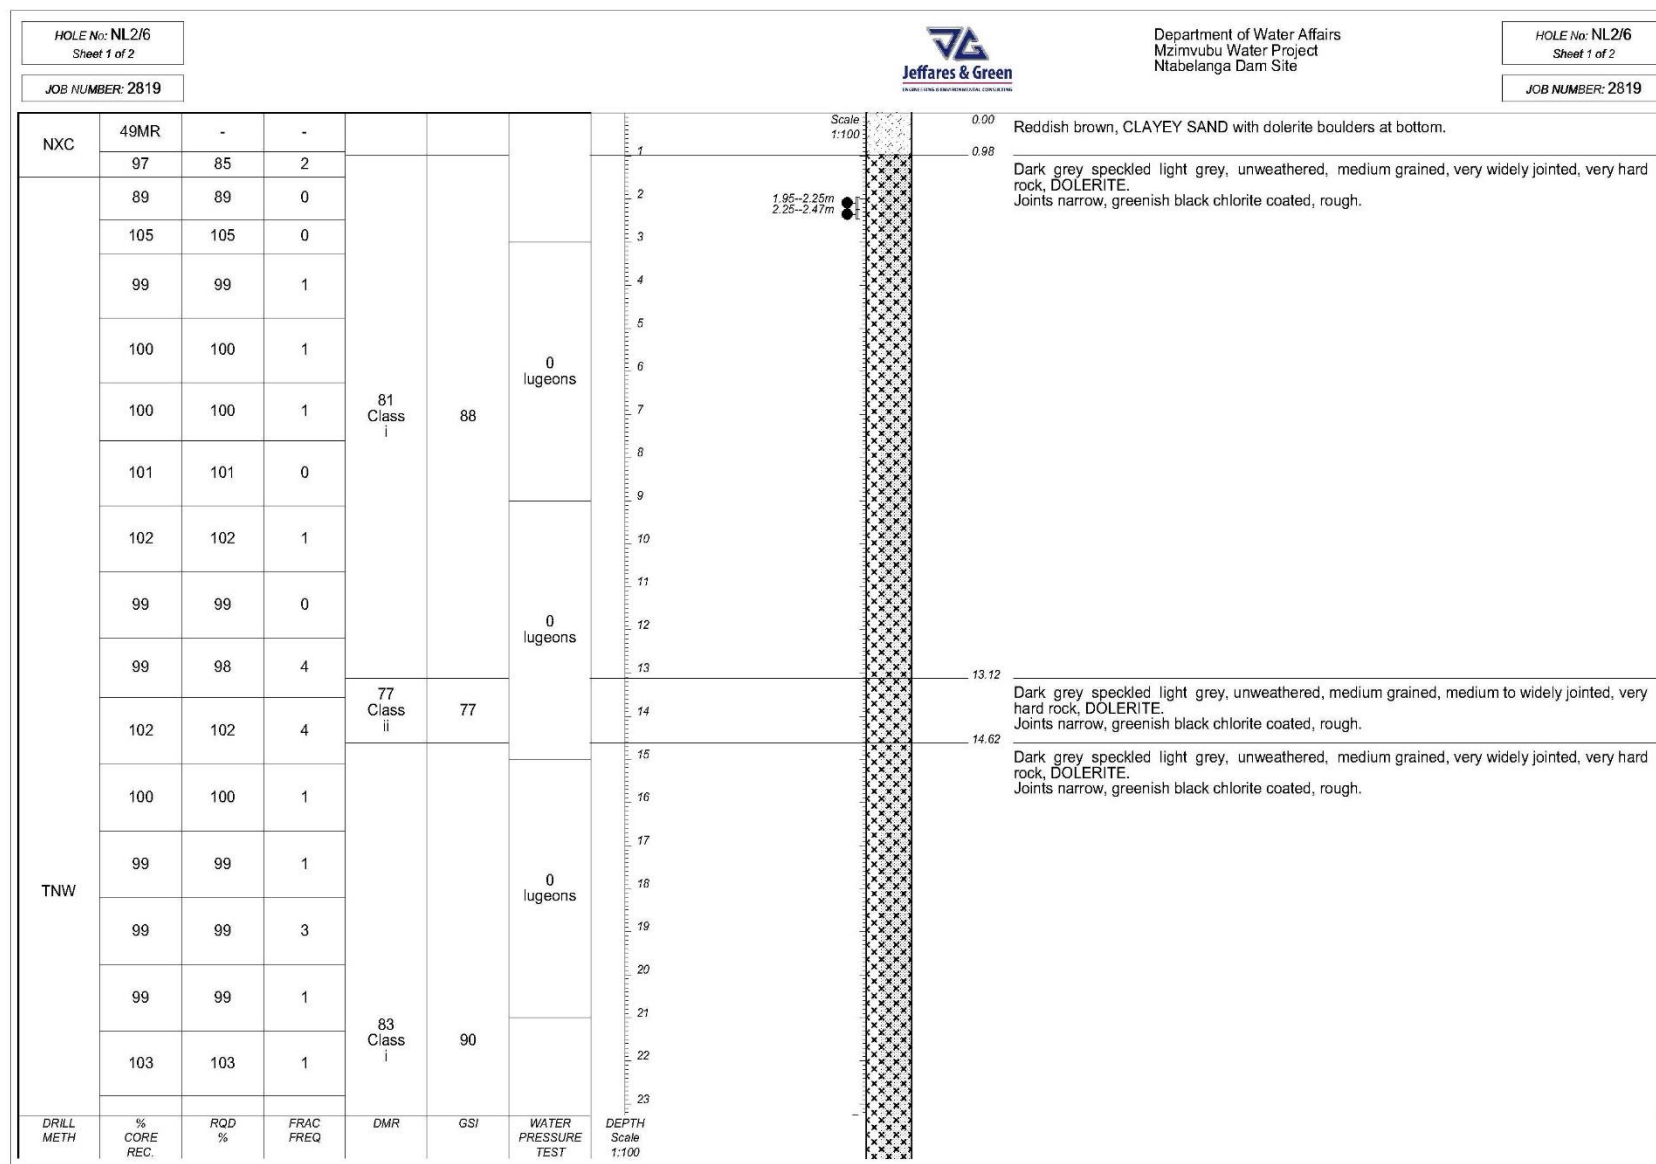 HOLE No: NL2/6
Sheet 1 of 2
JOB NUMBER: 2819
Jeffares & Green
ENGINEERING & ENVIRONMENTAL CONSULTING
Department of Water Affairs
Mzimvubu Water Project
Ntabelanga Dam Site
HOLE No: NL2/6
Sheet 1 of 2
JOB NUMBER: 2819
NXC
49MR - -
97 85 2
89 89 0
105 105 0
99 99 1
100 100 1
100 100 1
101 101 0
102 102 1
99 99 0
99 98 4
102 102 4
100 100 1
99 99 1
TNW
99 99 3
99 99 1
103 103 1
81
Class
i
88
77
Class
ii
77
83
Class
i
90
0
lugeons
0
lugeons
0
lugeons
1
2
3
4
5
6
7
8
9
10
11
12
13
14
15
16
17
18
19
20
21
22
23
Scale
1:100
1.95--2.25m
2.25--2.47m
0.00
Reddish brown, CLAYEY SAND with dolerite boulders at bottom.
0.98
Dark grey speckled light grey, unweathered, medium grained, very widely jointed, very hard
rock, DOLERITE.
Joints narrow, greenish black chlorite coated, rough.
13.12
Dark grey speckled light grey, unweathered, medium grained, medium to widely jointed, very
hard rock, DOLERITE.
Joints narrow, greenish black chlorite coated, rough.
14.62
Dark grey speckled light grey, unweathered, medium grained, very widely jointed, very hard
rock, DOLERITE.
Joints narrow, greenish black chlorite coated, rough.
DRILL
METH
%
CORE
REC.
RQD
%
FRAC
FREQ
DMR
GSI
WATER
PRESSURE
TEST
DEPTH
Scale
1:100